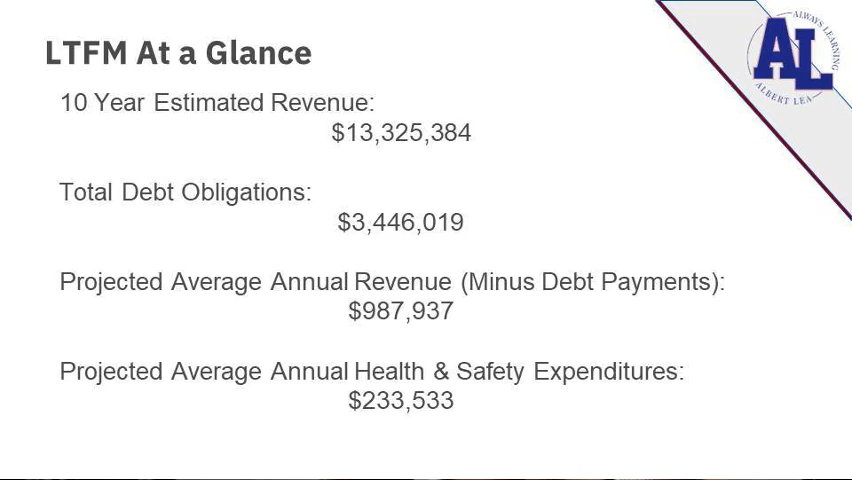 LTFM At a Glance
10 Year Estimated Revenue:
$13,325,384
Total Debt Obligations:
$3,446,019
Projected Average Annual Revenue (Minus Debt Payments):
$987,937
Projected Average Annual Health & Safety Expenditures:
$233,533
ALWAYS LEARNING
AL
ALBERT LEA